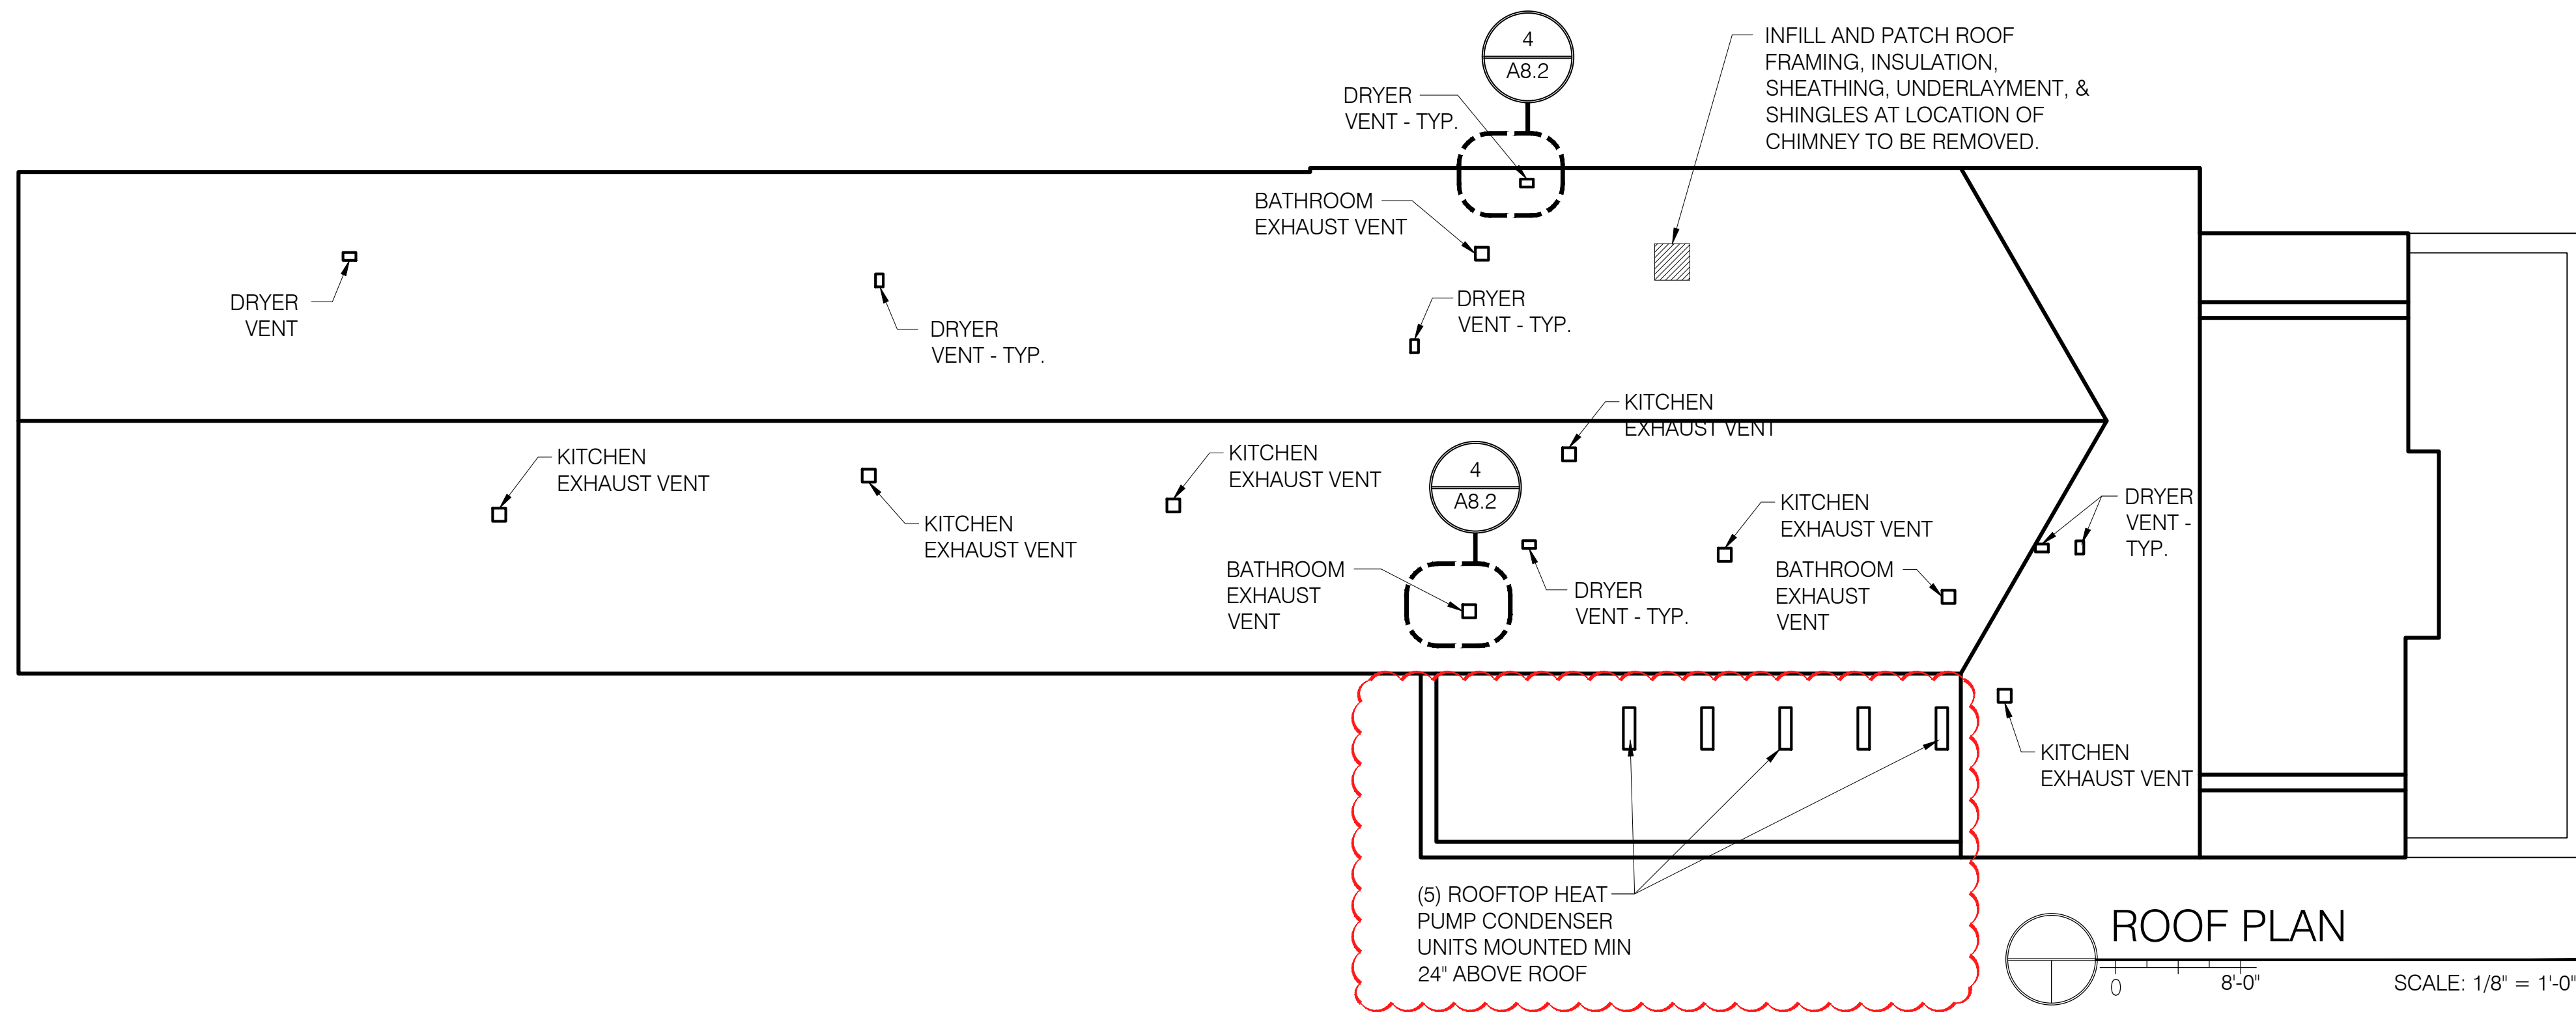 4
A8.2
DRYER
VENT - TYP.
INFILL AND PATCH ROOF
FRAMING, INSULATION,
SHEATHING, UNDERLAYMENT, &
SHINGLES AT LOCATION OF
CHIMNEY TO BE REMOVED.
BATHROOM
EXHAUST VENT
DRYER
VENT
DRYER
VENT - TYP.
DRYER
VENT - TYP.
KITCHEN
EXHAUST VENT
KITCHEN
EXHAUST VENT
KITCHEN
EXHAUST VENT
KITCHEN
EXHAUST VENT
4
A8.2
KITCHEN
EXHAUST VENT
DRYER
VENT -
TYP.
BATHROOM
EXHAUST
VENT
DRYER
VENT - TYP.
BATHROOM
EXHAUST
VENT
KITCHEN
EXHAUST VENT
(5) ROOFTOP HEAT
PUMP CONDENSER
UNITS MOUNTED MIN
24" ABOVE ROOF
ROOF PLAN
0
8'-0"
SCALE: 1/8" = 1'-0"